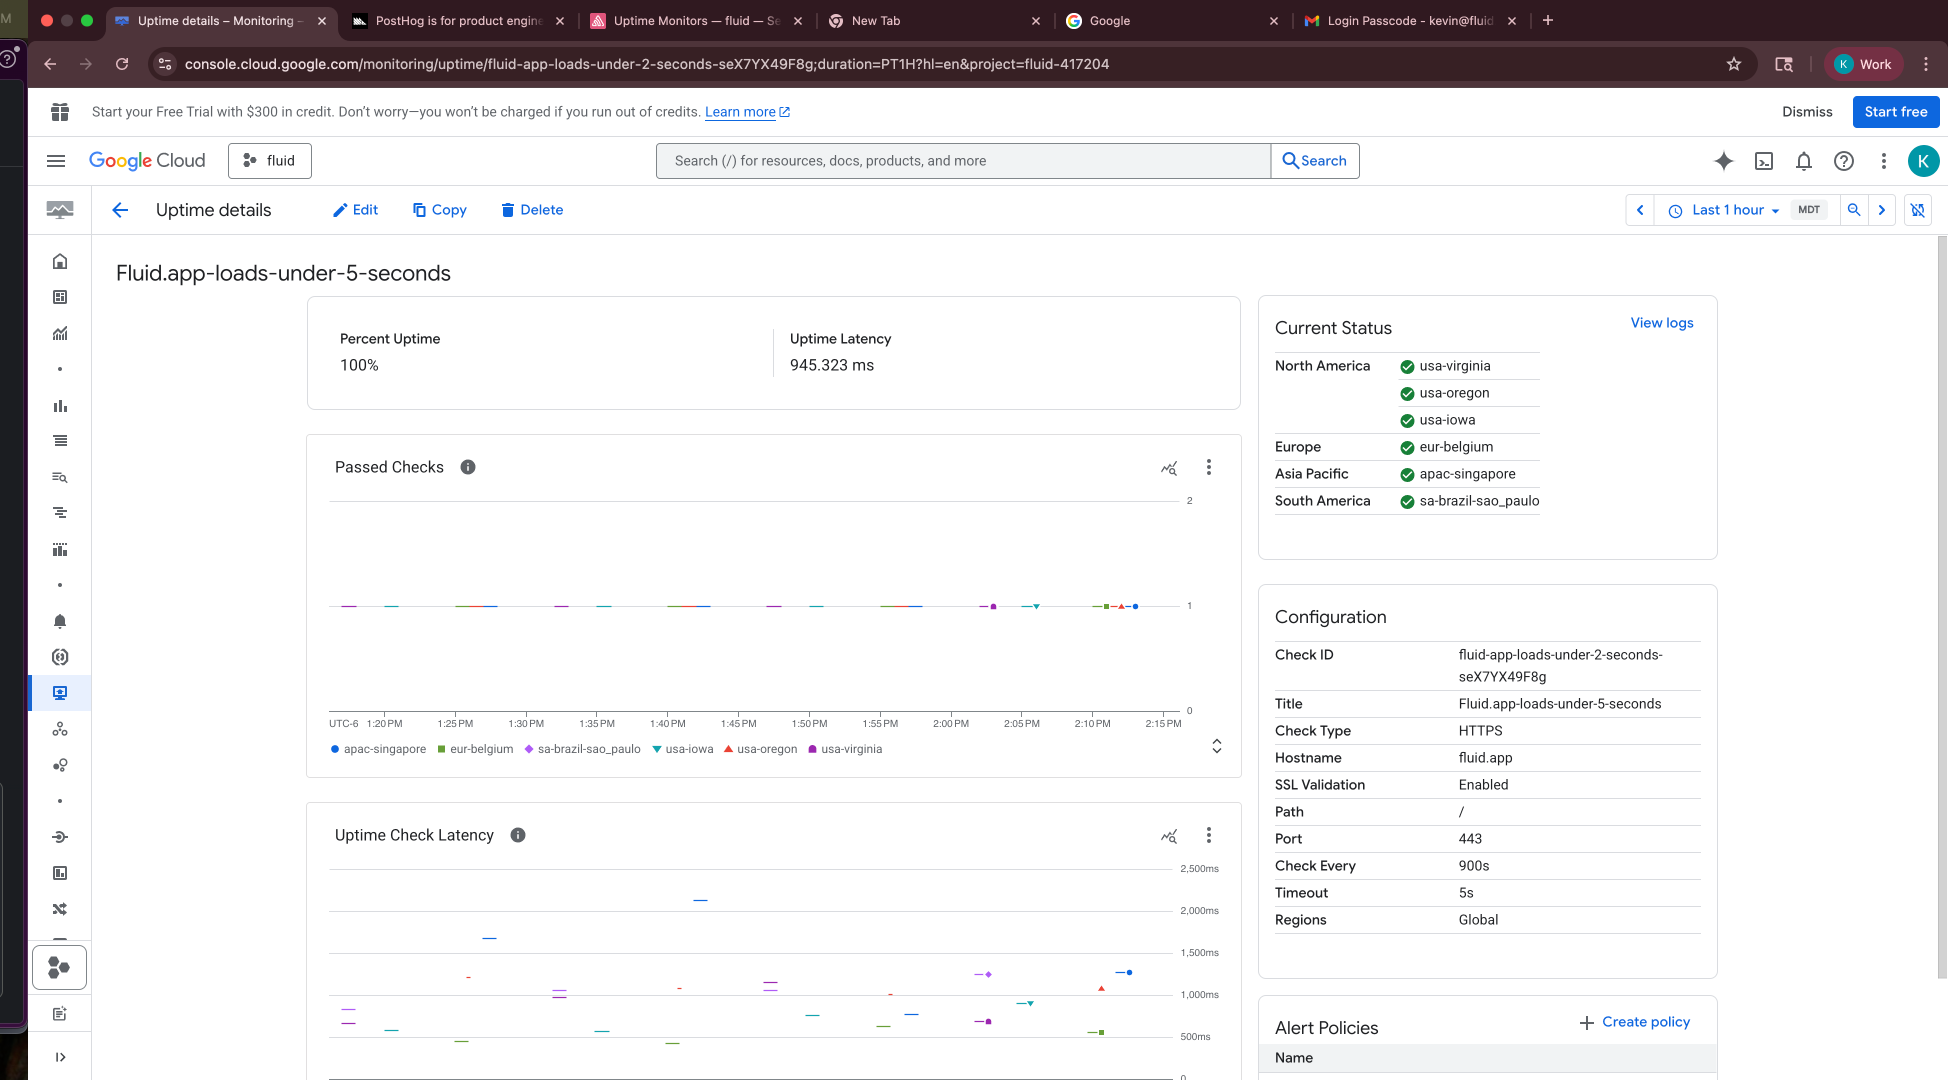 Uptime details – Monitoring –
PostHog is for product engine
Uptime Monitors — fluid — Se
New Tab
Google
Login Passcode - kevin@fluid
console.cloud.google.com/monitoring/uptime/fluid-app-loads-under-2-seconds-seX7YX49F8g;duration=PT1H?hl=en&project=fluid-417204
K Work
Start your Free Trial with $300 in credit. Don’t worry—you won’t be charged if you run out of credits. Learn more
Dismiss
Start free
Google Cloud
fluid
Search (/) for resources, docs, products, and more
Search
K
Uptime details
Edit
Copy
Delete
Last 1 hour
MDT
Fluid.app-loads-under-5-seconds
Percent Uptime
100%
Uptime Latency
945.323 ms
Current Status
View logs
North America
usa-virginia
usa-oregon
usa-iowa
Europe
eur-belgium
Asia Pacific
apac-singapore
South America
sa-brazil-sao_paulo
Passed Checks
2
1
0
UTC-6
1:20 PM
1:25 PM
1:30 PM
1:35 PM
1:40 PM
1:45 PM
1:50 PM
1:55 PM
2:00 PM
2:05 PM
2:10 PM
2:15 PM
apac-singapore
eur-belgium
sa-brazil-sao_paulo
usa-iowa
usa-oregon
usa-virginia
Configuration
Check ID
fluid-app-loads-under-2-seconds-
seX7YX49F8g
Title
Fluid.app-loads-under-5-seconds
Check Type
HTTPS
Hostname
fluid.app
SSL Validation
Enabled
Path
/
Port
443
Check Every
900s
Timeout
5s
Regions
Global
Uptime Check Latency
2,500ms
2,000ms
1,500ms
1,000ms
500ms
0
Alert Policies
Create policy
Name